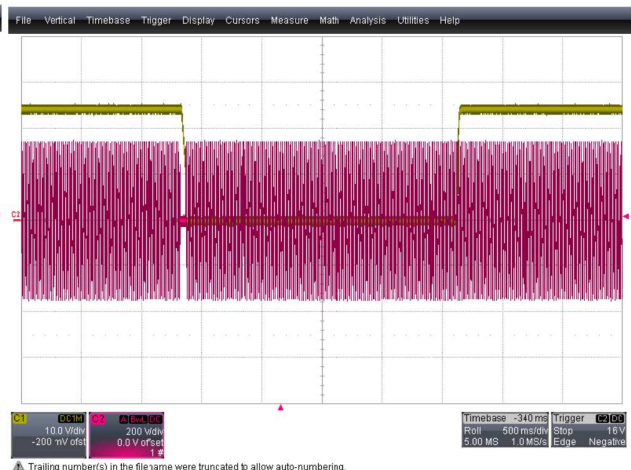 File Vertical Timebase Trigger Display Cursors Measure Math Analysis Utilities Help
C2
C1 DC1M
10.0 V/div
-200 mV ofst
C2 A BwL DC
200 V/div
0.0 V offset
1 #
Timebase -340 ms
Roll 500 ms/div
5.00 MS 1.0 MS/s
Trigger C2 DC
Stop 16 V
Edge Negative
Trailing number(s) in the filename were truncated to allow auto-numbering.